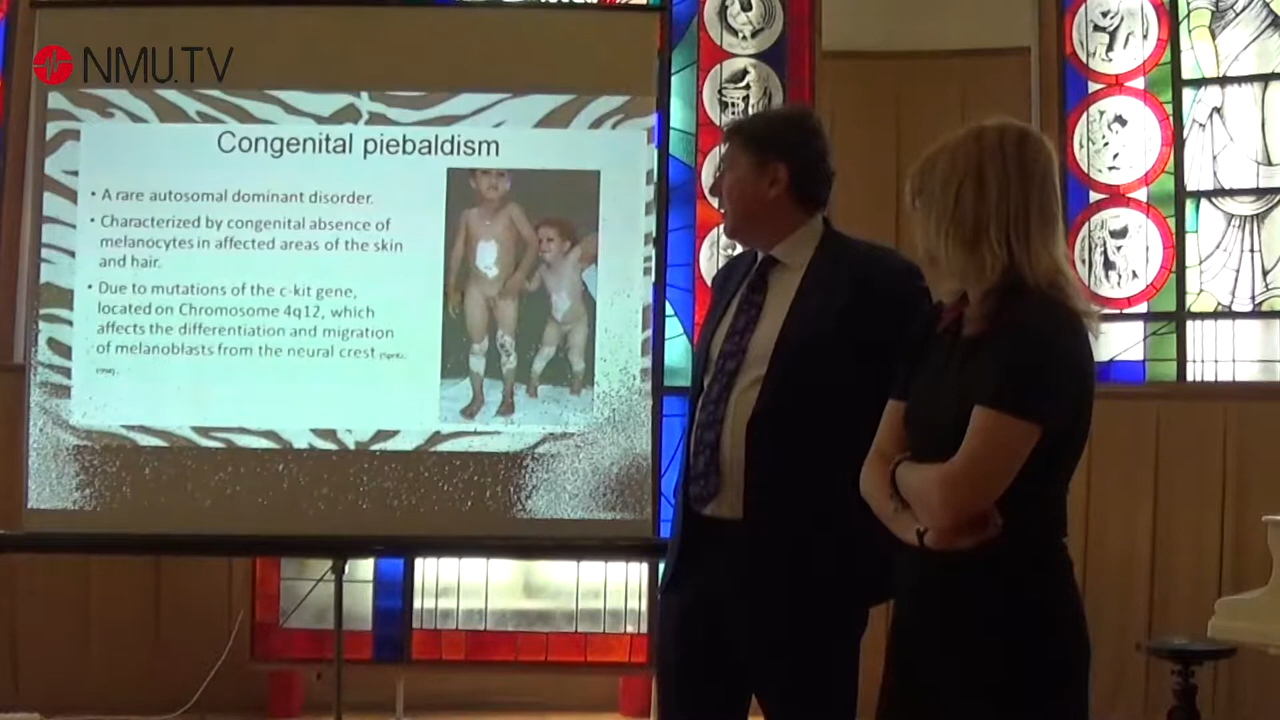 NMU.TV
Congenital piebaldism
• A rare autosomal dominant disorder.
• Characterized by congenital absence of
melanocytes in affected areas of the skin
and hair.
• Due to mutations of the c-kit gene,
located on Chromosome 4q12, which
affects the differentiation and migration
of melanoblasts from the neural crest